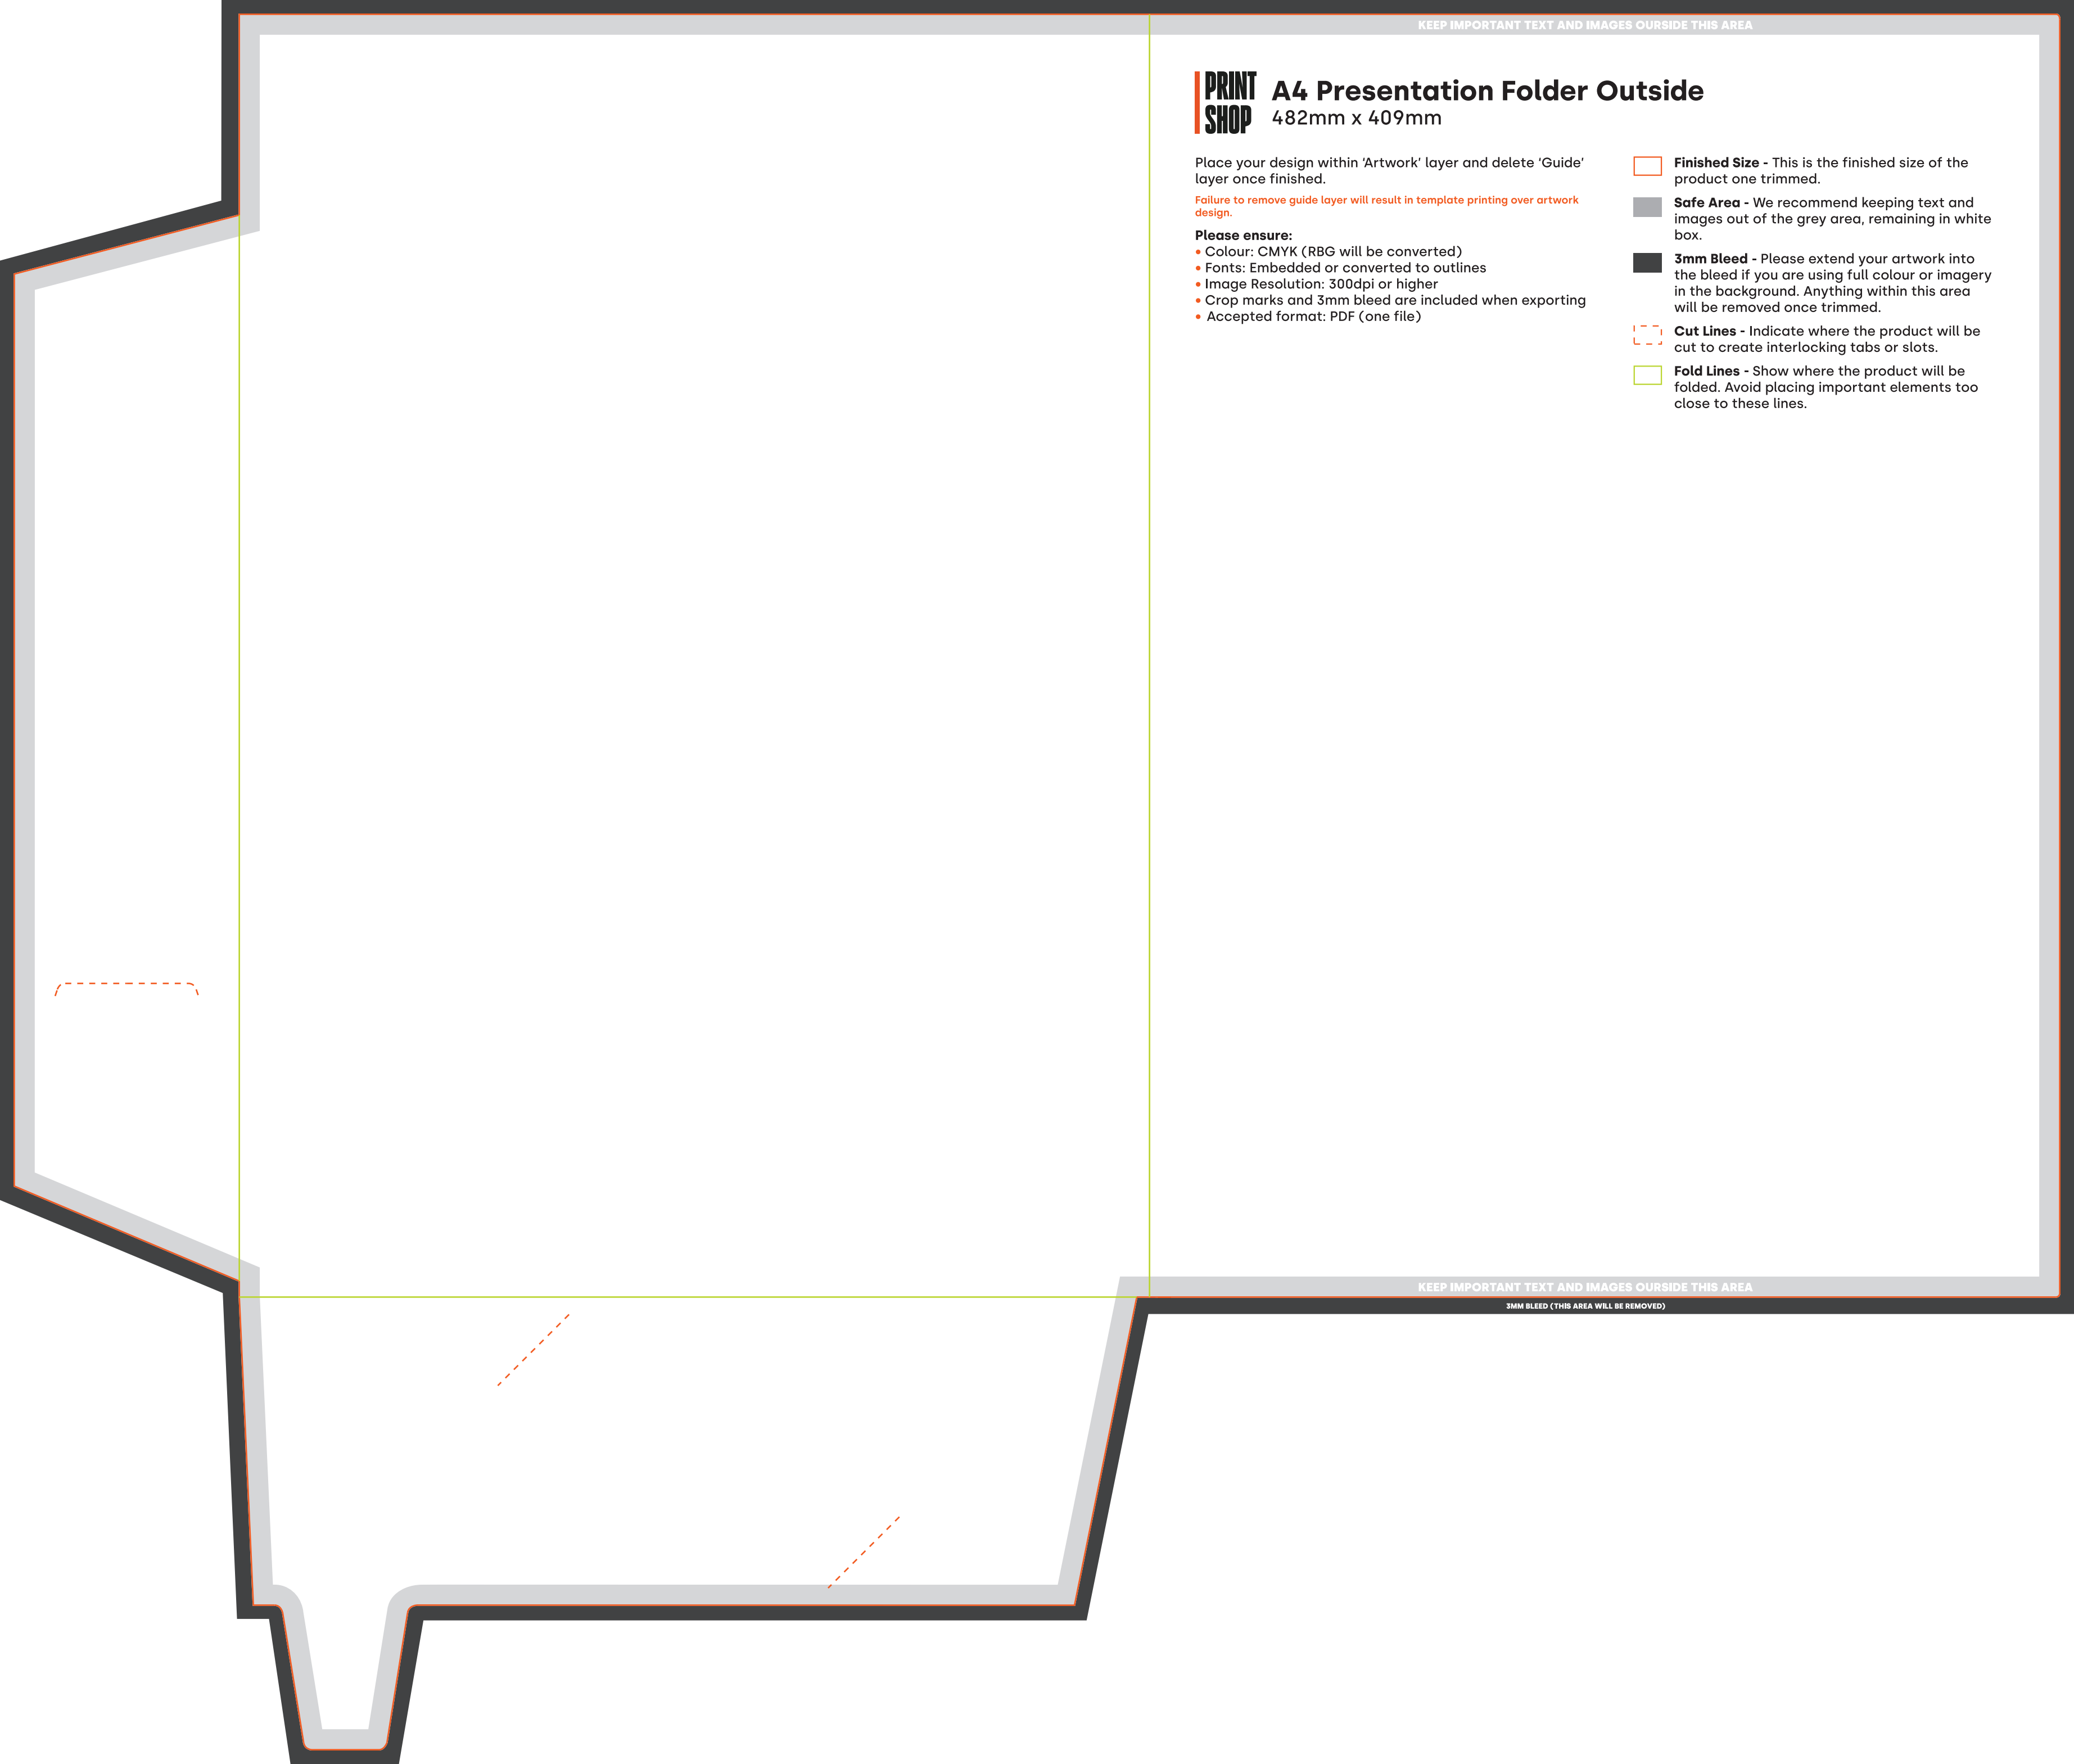 KEEP IMPORTANT TEXT AND IMAGES OURSIDE THIS AREA
PRINT
SHOP
A4 Presentation Folder Outside
482mm x 409mm
Place your design within ‘Artwork’ layer and delete ‘Guide’
layer once finished.
Failure to remove guide layer will result in template printing over artwork
design.
Please ensure:
• Colour: CMYK (RBG will be converted)
• Fonts: Embedded or converted to outlines
• Image Resolution: 300dpi or higher
• Crop marks and 3mm bleed are included when exporting
• Accepted format: PDF (one file)
Finished Size - This is the finished size of the
product one trimmed.
Safe Area - We recommend keeping text and
images out of the grey area, remaining in white
box.
3mm Bleed - Please extend your artwork into
the bleed if you are using full colour or imagery
in the background. Anything within this area
will be removed once trimmed.
Cut Lines - Indicate where the product will be
cut to create interlocking tabs or slots.
Fold Lines - Show where the product will be
folded. Avoid placing important elements too
close to these lines.
KEEP IMPORTANT TEXT AND IMAGES OURSIDE THIS AREA
3MM BLEED (THIS AREA WILL BE REMOVED)